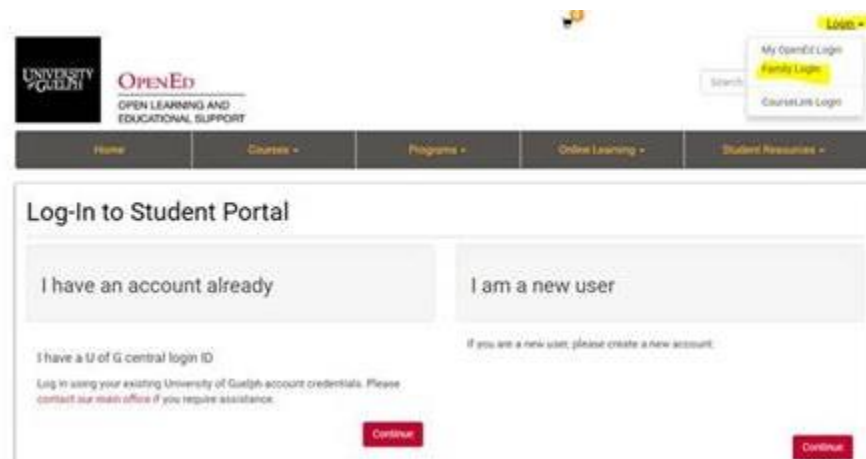 Login
My OpenEd Login
Family Login
CourseLink Login
UNIVERSITY
OF GUELPH
OPENED
OPEN LEARNING AND
EDUCATIONAL SUPPORT
Search
Home
Courses
Programs
Online Learning
Student Resources
Log-In to Student Portal
I have an account already
I am a new user
I have a U of G central login ID
If you are a new user, please create a new account.
Log in using your existing University of Guelph account credentials. Please
contact our main office if you require assistance.
Continue
Continue